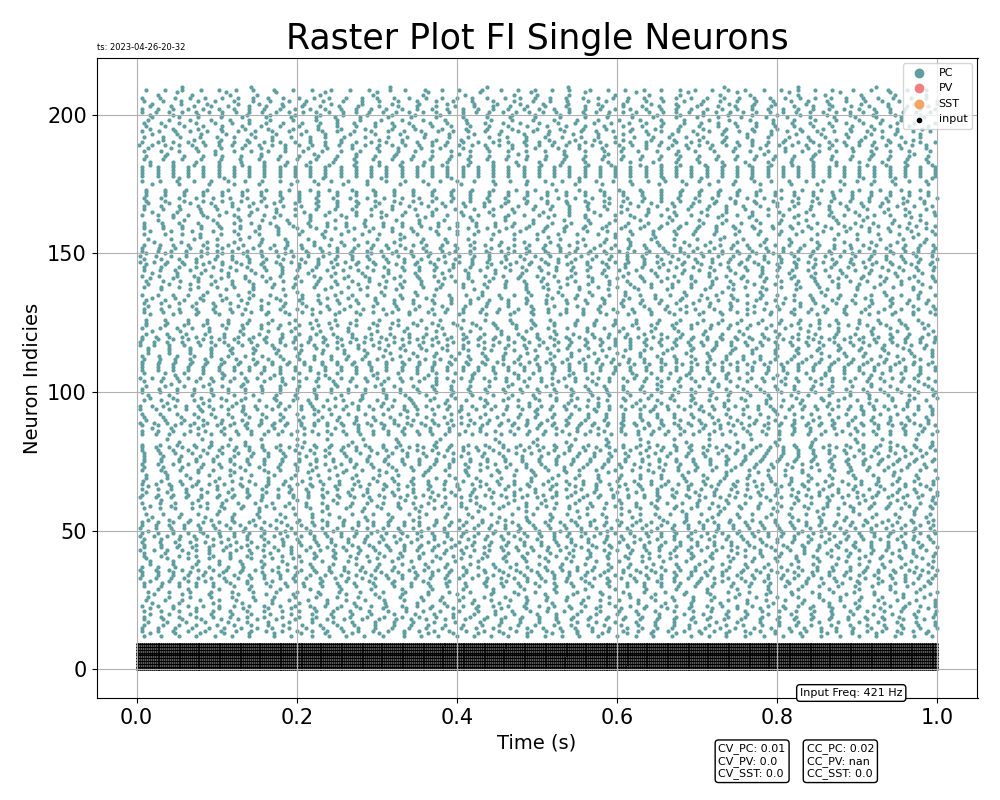 Raster Plot FI Single Neurons
ts: 2023-04-26-20-32
PC
PV
SST
input
200
150
100
50
0
Neuron Indicies
0.0 0.2 0.4 0.6 0.8 1.0
Time (s)
Input Freq: 421 Hz
CV_PC: 0.01
CV_PV: 0.0
CV_SST: 0.0
CC_PC: 0.02
CC_PV: nan
CC_SST: 0.0